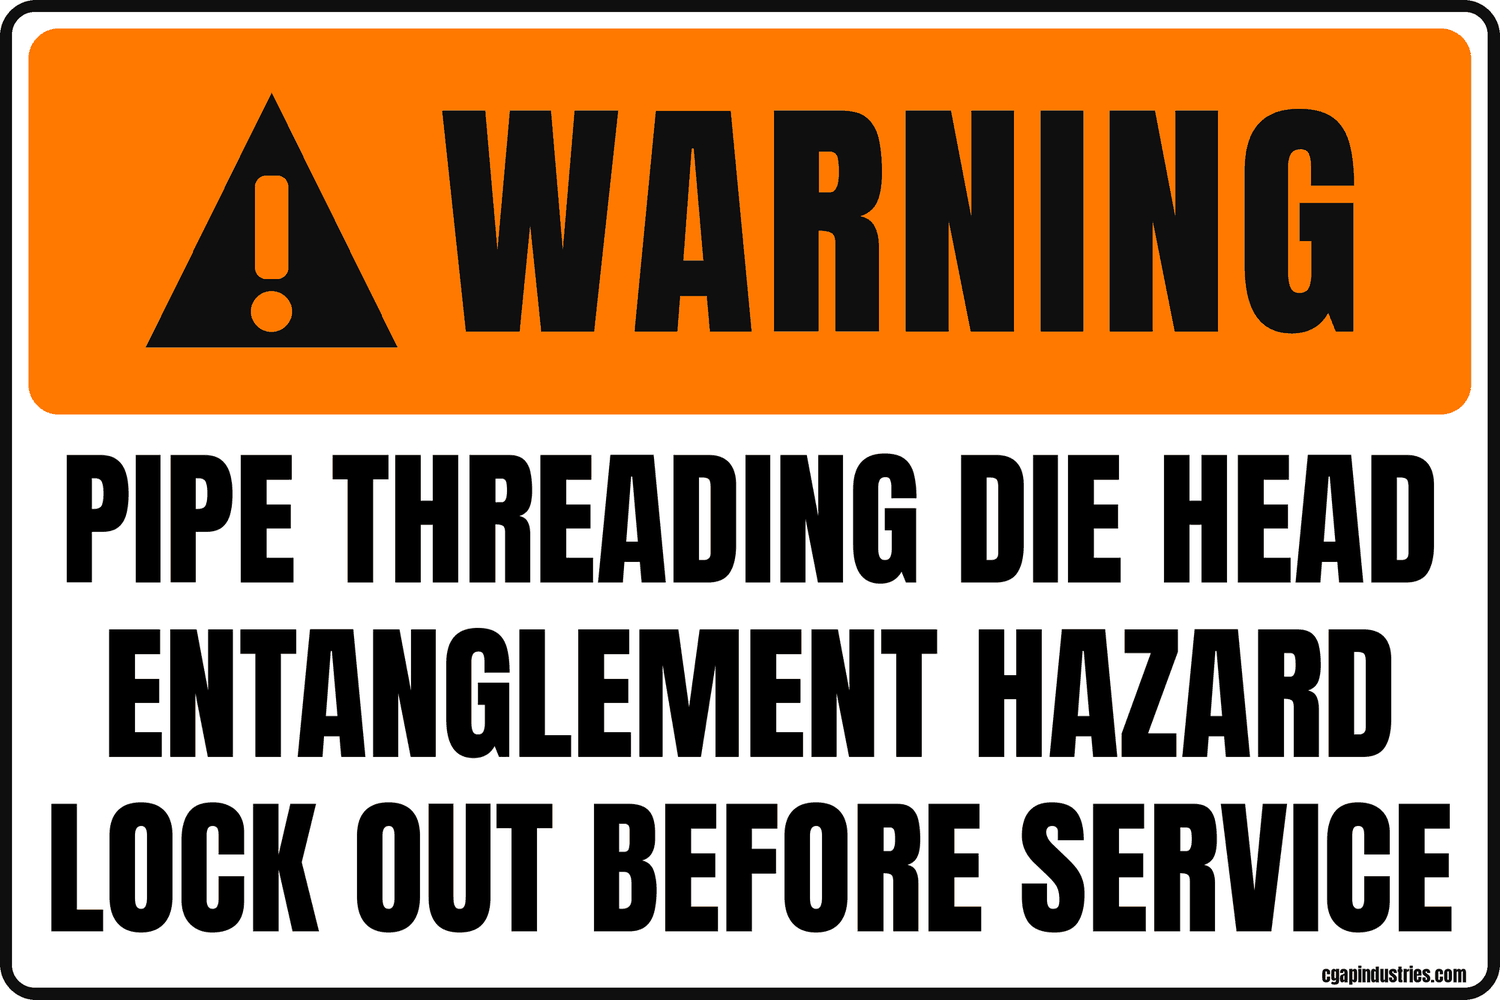 WARNING
PIPE THREADING DIE HEAD
ENTANGLEMENT HAZARD
LOCK OUT BEFORE SERVICE
cgapindustries.com